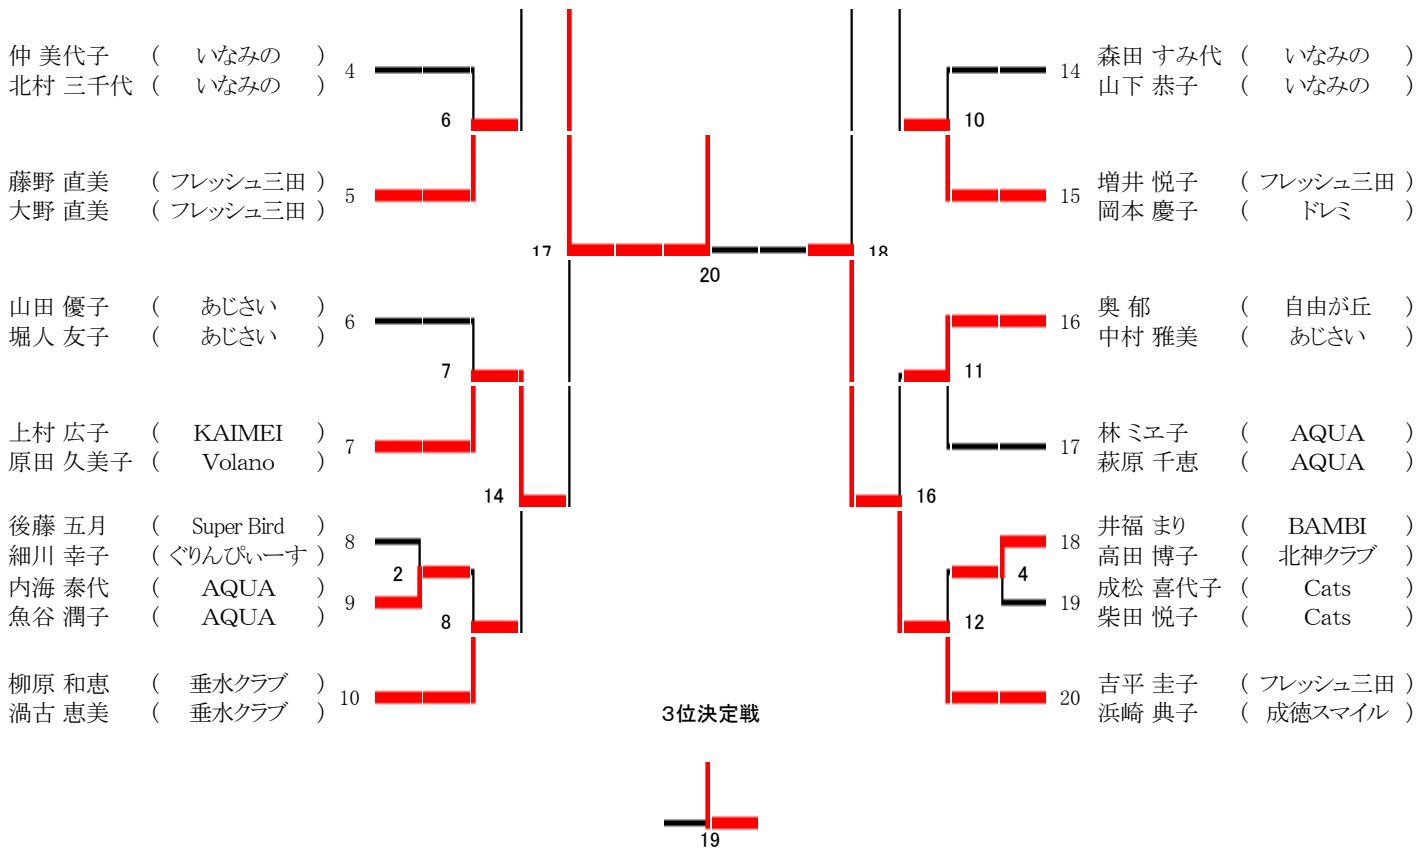 仲 美代子 ( いなみの ) 4
北村 三千代 ( いなみの )
6
藤野 直美 ( フレッシュ三田 ) 5
大野 直美 ( フレッシュ三田 )
17
山田 優子 ( あじさい ) 6
堀人 友子 ( あじさい )
7
上村 広子 ( KAIMEI ) 7
原田 久美子 ( Volano )
14
後藤 五月 ( Super Bird ) 8
細川 幸子 ( ぐりんぴぃーす )
2
内海 泰代 ( AQUA ) 9
魚谷 潤子 ( AQUA )
8
柳原 和恵 ( 垂水クラブ ) 10
渦古 恵美 ( 垂水クラブ )
20
3位決定戦
19
14 森田 すみ代 ( いなみの )
山下 恭子 ( いなみの )
10
15 増井 悦子 ( フレッシュ三田 )
岡本 慶子 ( ドレミ )
18
16 奥 郁 ( 自由が丘 )
中村 雅美 ( あじさい )
11
17 林 ミヱ子 ( AQUA )
萩原 千恵 ( AQUA )
16
18 井福 まり ( BAMBI )
高田 博子 ( 北神クラブ )
4
19 成松 喜代子 ( Cats )
柴田 悦子 ( Cats )
12
20 吉平 圭子 ( フレッシュ三田 )
浜崎 典子 ( 成徳スマイル )